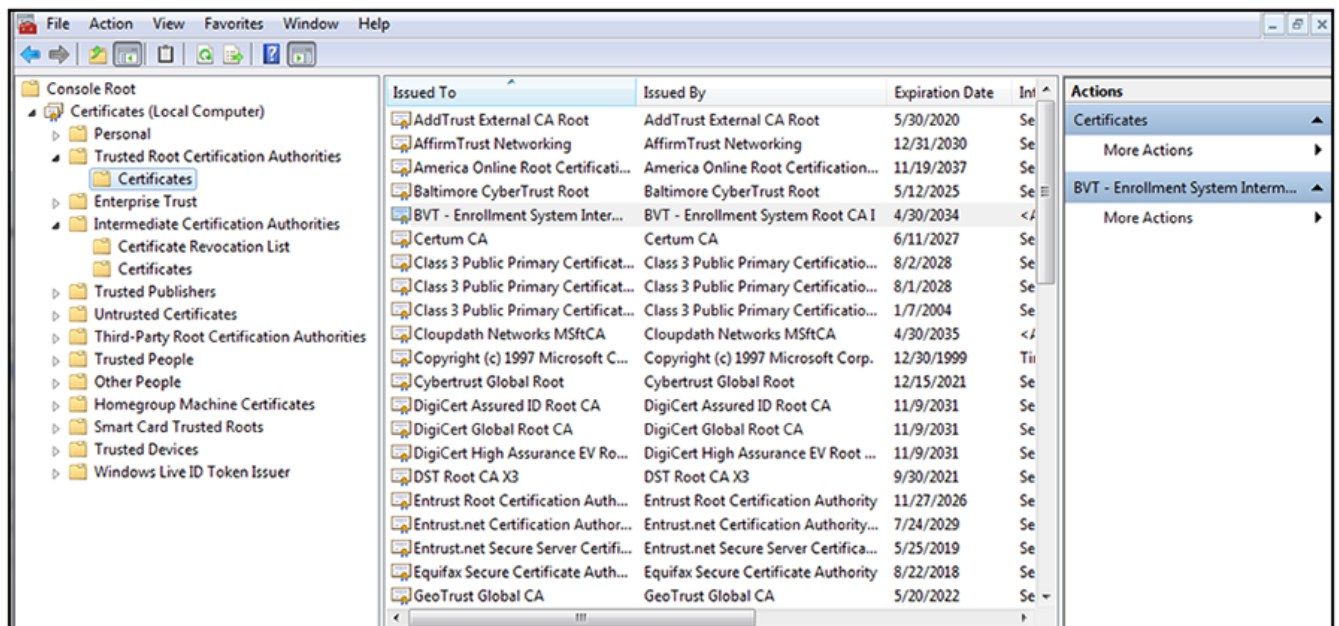 File Action View Favorites Window Help
Console Root
Certificates (Local Computer)
Personal
Trusted Root Certification Authorities
Certificates
Enterprise Trust
Intermediate Certification Authorities
Certificate Revocation List
Certificates
Trusted Publishers
Untrusted Certificates
Third-Party Root Certification Authorities
Trusted People
Other People
Homegroup Machine Certificates
Smart Card Trusted Roots
Trusted Devices
Windows Live ID Token Issuer
Issued To Issued By Expiration Date Int
AddTrust External CA Root AddTrust External CA Root 5/30/2020 Se
AffirmTrust Networking AffirmTrust Networking 12/31/2030 Se
America Online Root Certificati... America Online Root Certification... 11/19/2037 Se
Baltimore CyberTrust Root Baltimore CyberTrust Root 5/12/2025 Se
BVT - Enrollment System Inter... BVT - Enrollment System Root CA I 4/30/2034 <A
Certum CA Certum CA 6/11/2027 Se
Class 3 Public Primary Certificat... Class 3 Public Primary Certificatio... 8/2/2028 Se
Class 3 Public Primary Certificat... Class 3 Public Primary Certificatio... 8/1/2028 Se
Class 3 Public Primary Certificat... Class 3 Public Primary Certificatio... 1/7/2004 Se
Cloupdath Networks MSftCA Cloupdath Networks MSftCA 4/30/2035 <A
Copyright (c) 1997 Microsoft C... Copyright (c) 1997 Microsoft Corp. 12/30/1999 Ti
Cybertrust Global Root Cybertrust Global Root 12/15/2021 Se
DigiCert Assured ID Root CA DigiCert Assured ID Root CA 11/9/2031 Se
DigiCert Global Root CA DigiCert Global Root CA 11/9/2031 Se
DigiCert High Assurance EV Ro... DigiCert High Assurance EV Root ... 11/9/2031 Se
DST Root CA X3 DST Root CA X3 9/30/2021 Se
Entrust Root Certification Auth... Entrust Root Certification Authority 11/27/2026 Se
Entrust.net Certification Author... Entrust.net Certification Authority... 7/24/2029 Se
Entrust.net Secure Server Certifi... Entrust.net Secure Server Certifica... 5/25/2019 Se
Equifax Secure Certificate Auth... Equifax Secure Certificate Authority 8/22/2018 Se
GeoTrust Global CA GeoTrust Global CA 5/20/2022 Se
Actions
Certificates
More Actions
BVT - Enrollment System Interm...
More Actions